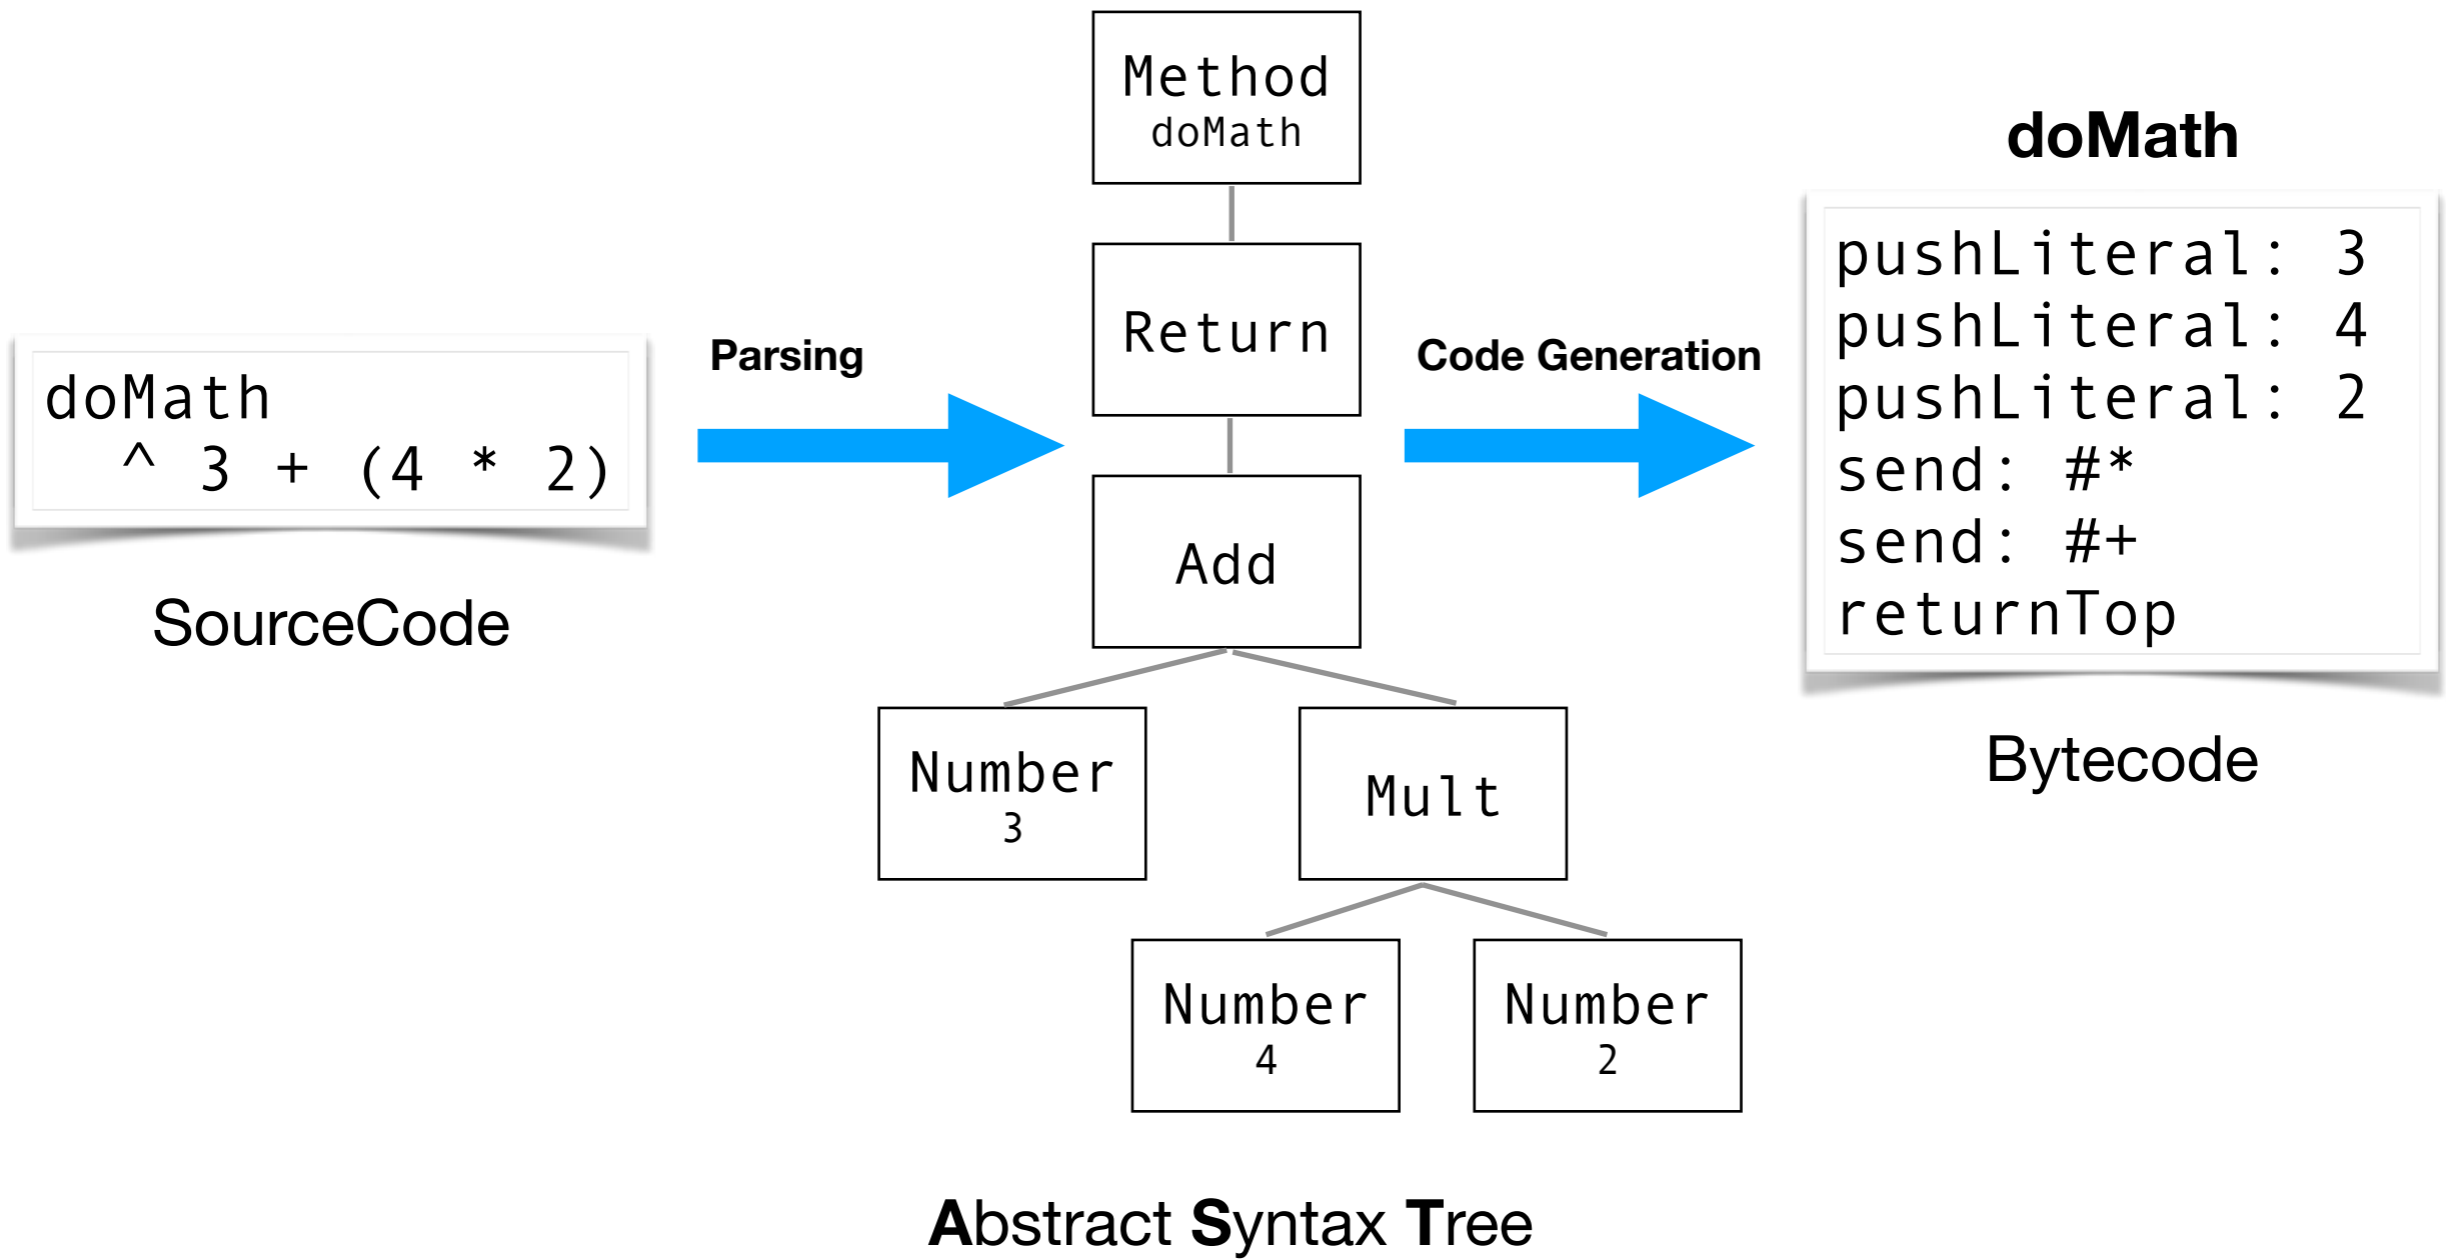 doMath
^ 3 + (4 * 2)
SourceCode
Parsing
Method
doMath
Return
Add
Number
3
Mult
Number
4
Number
2
Abstract Syntax Tree
Code Generation
doMath
pushLiteral: 3
pushLiteral: 4
pushLiteral: 2
send: #*
send: #+
returnTop
Bytecode